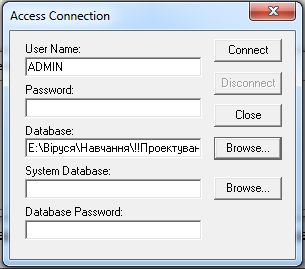 Access Connection
User Name:
ADMIN
Connect
Password:
Disconnect
Close
Database:
E:\Віруся\Навчання\!!Проектуван
Browse...
System Database:
Browse...
Database Password: